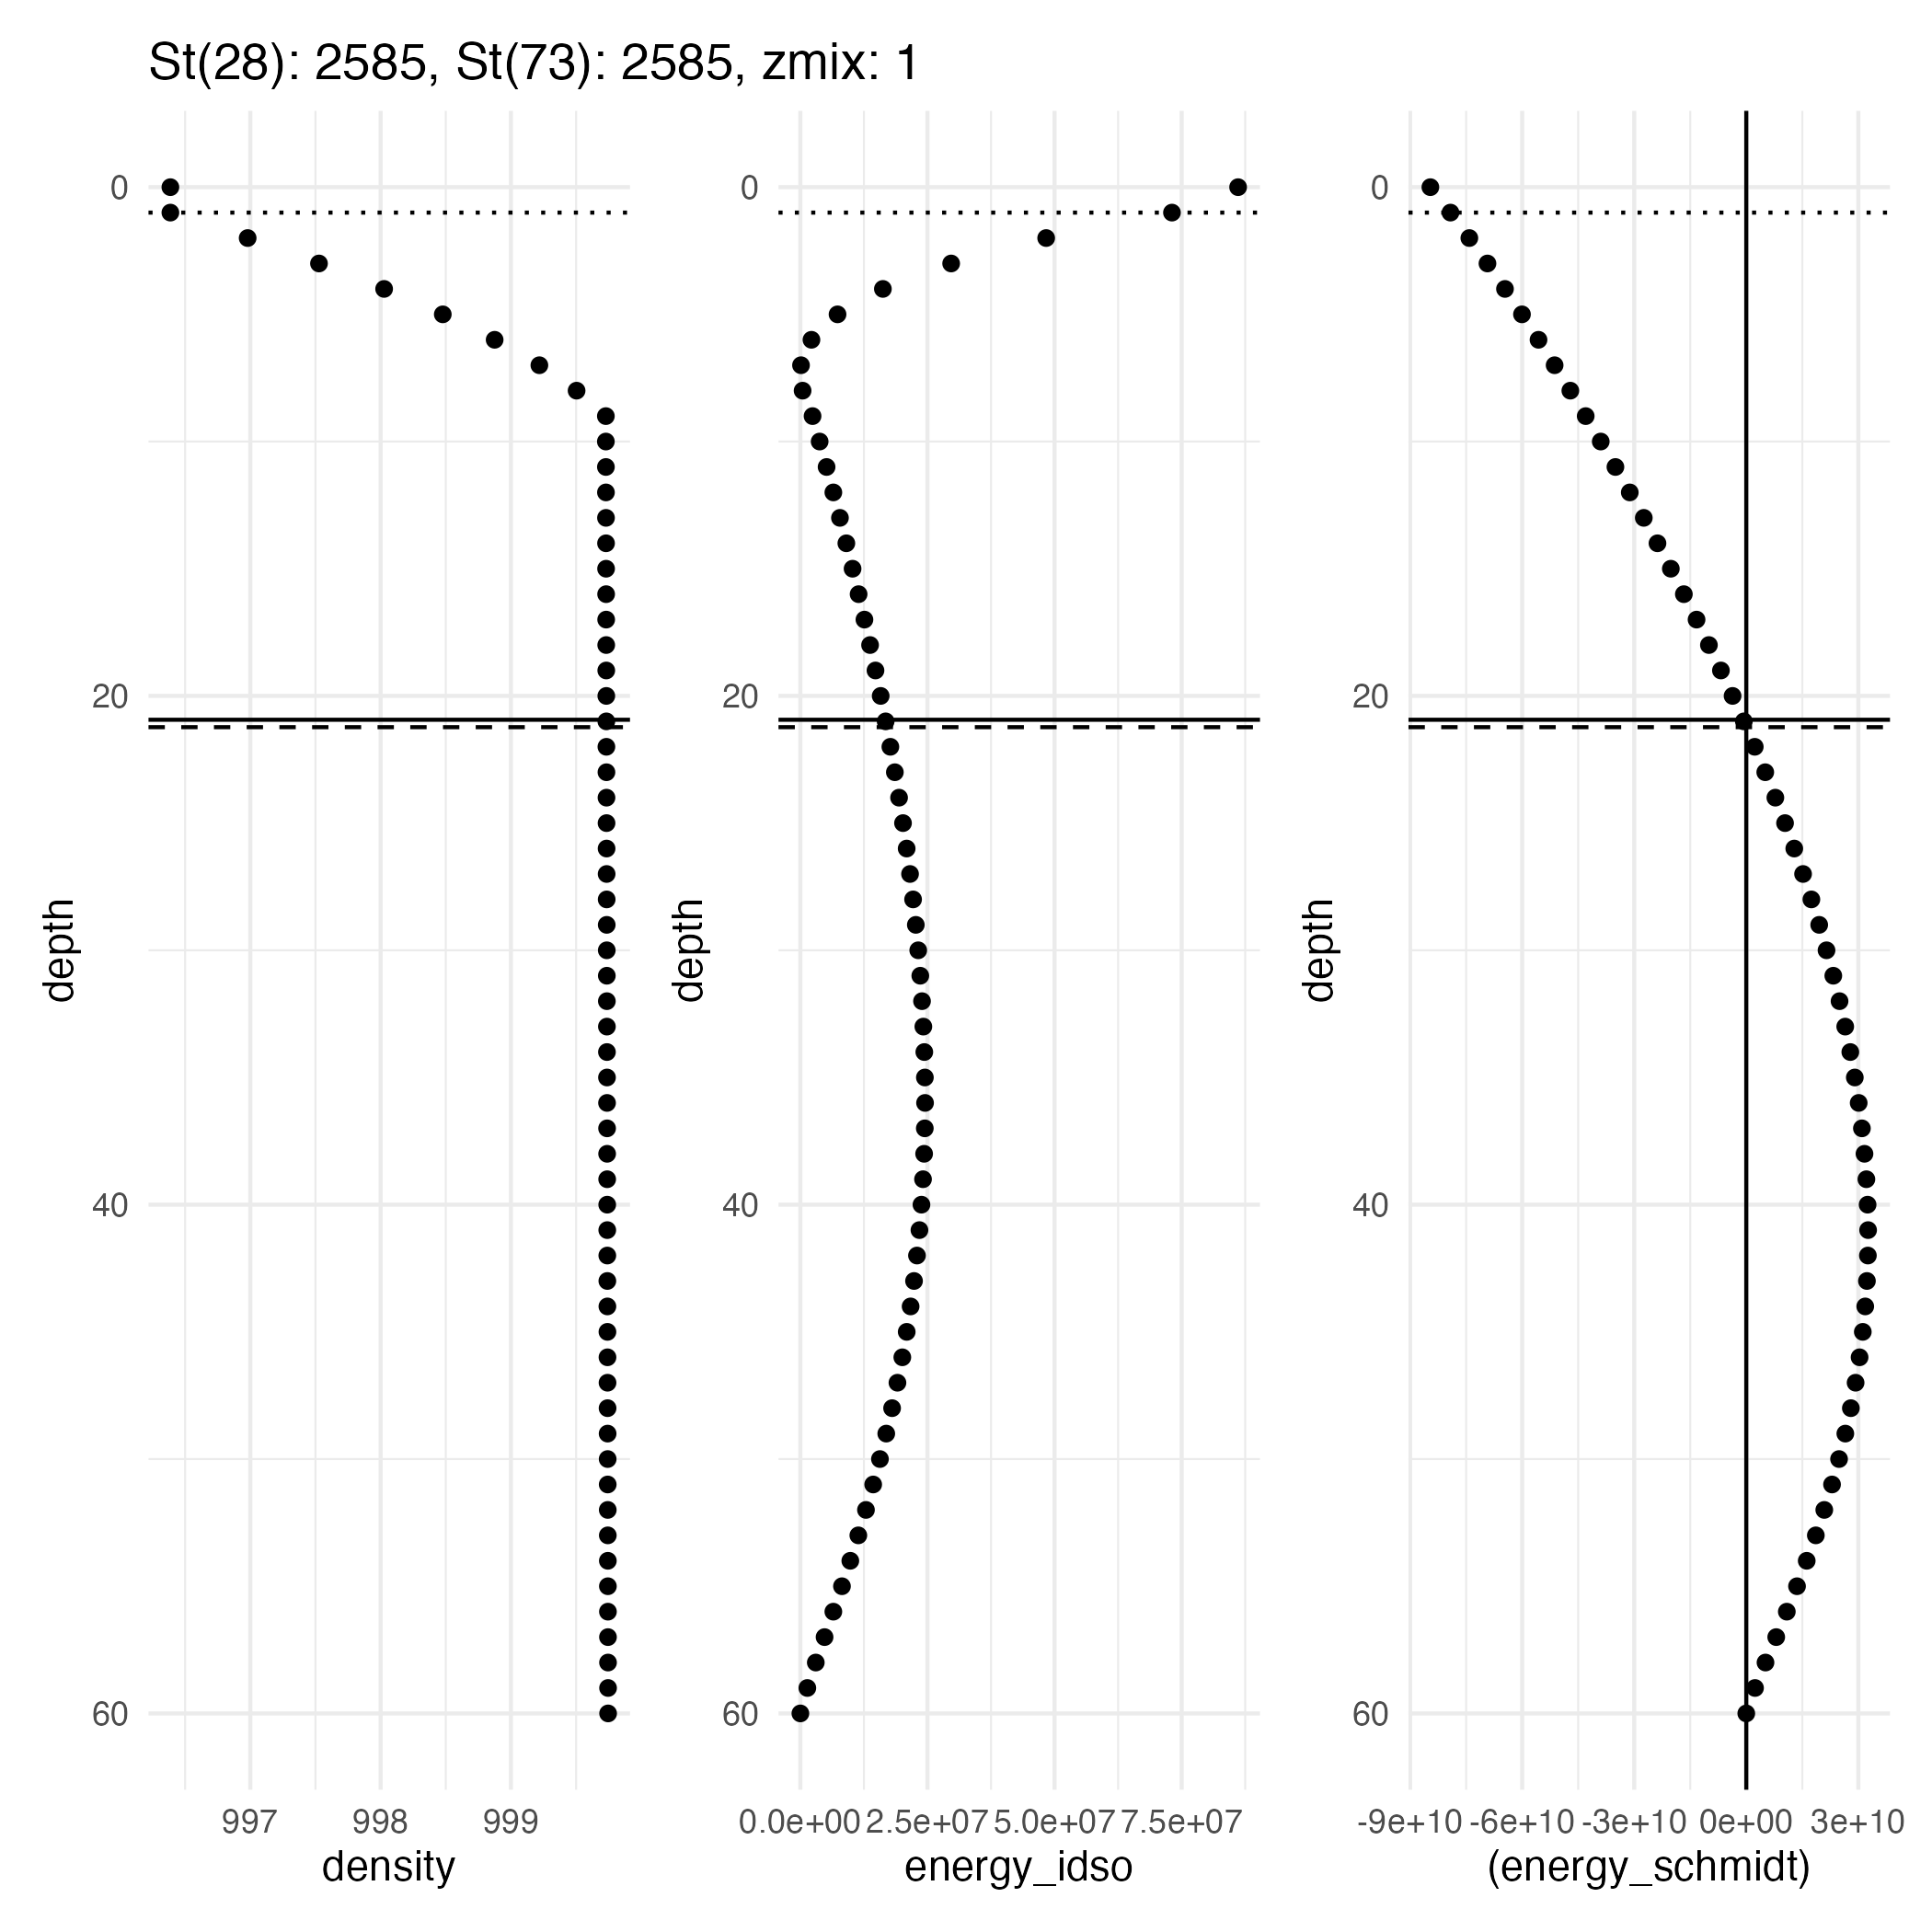 St(28): 2585, St(73): 2585, zmix: 1
0
20
40
60
depth
997 998 999
density
0
20
40
60
depth
0.0e+00 2.5e+07 5.0e+07 7.5e+07
energy_idso
0
20
40
60
depth
-9e+10 -6e+10 -3e+10 0e+00 3e+10
(energy_schmidt)